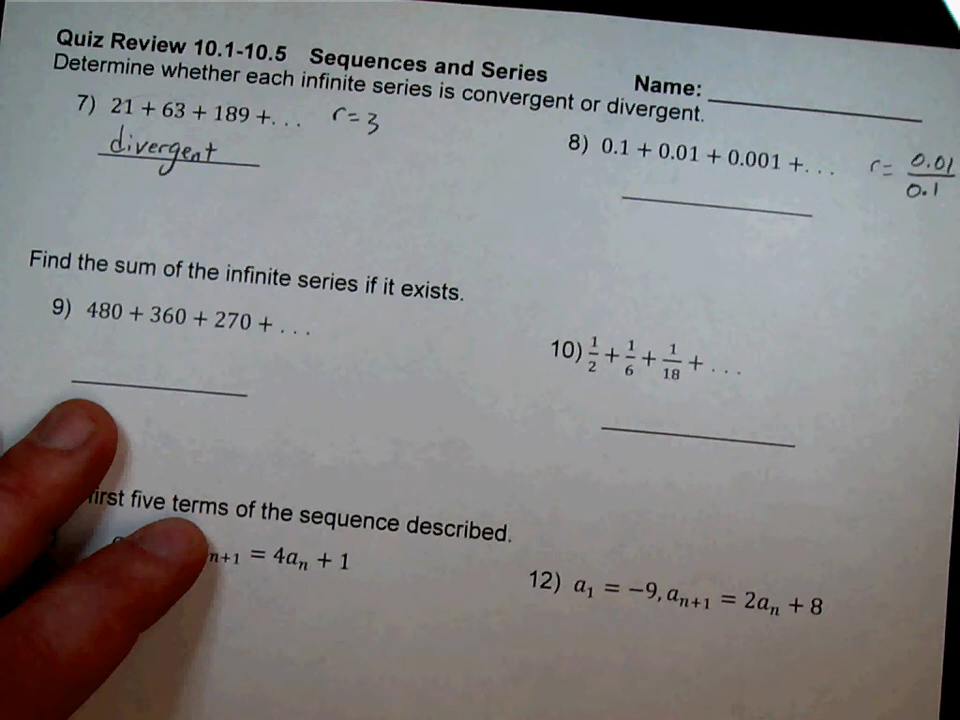 Quiz Review 10.1-10.5 Sequences and Series Name:
Determine whether each infinite series is convergent or divergent.
7) 21 + 63 + 189 +. . . r = 3
divergent
8) 0.1 + 0.01 + 0.001 +. . . r = 0.01/0.1
Find the sum of the infinite series if it exists.
9) 480 + 360 + 270 + . . .
10) 1/2 + 1/6 + 1/18 + . . .
first five terms of the sequence described.
n+1 = 4aₙ + 1
12) a₁ = −9, aₙ₊₁ = 2aₙ + 8